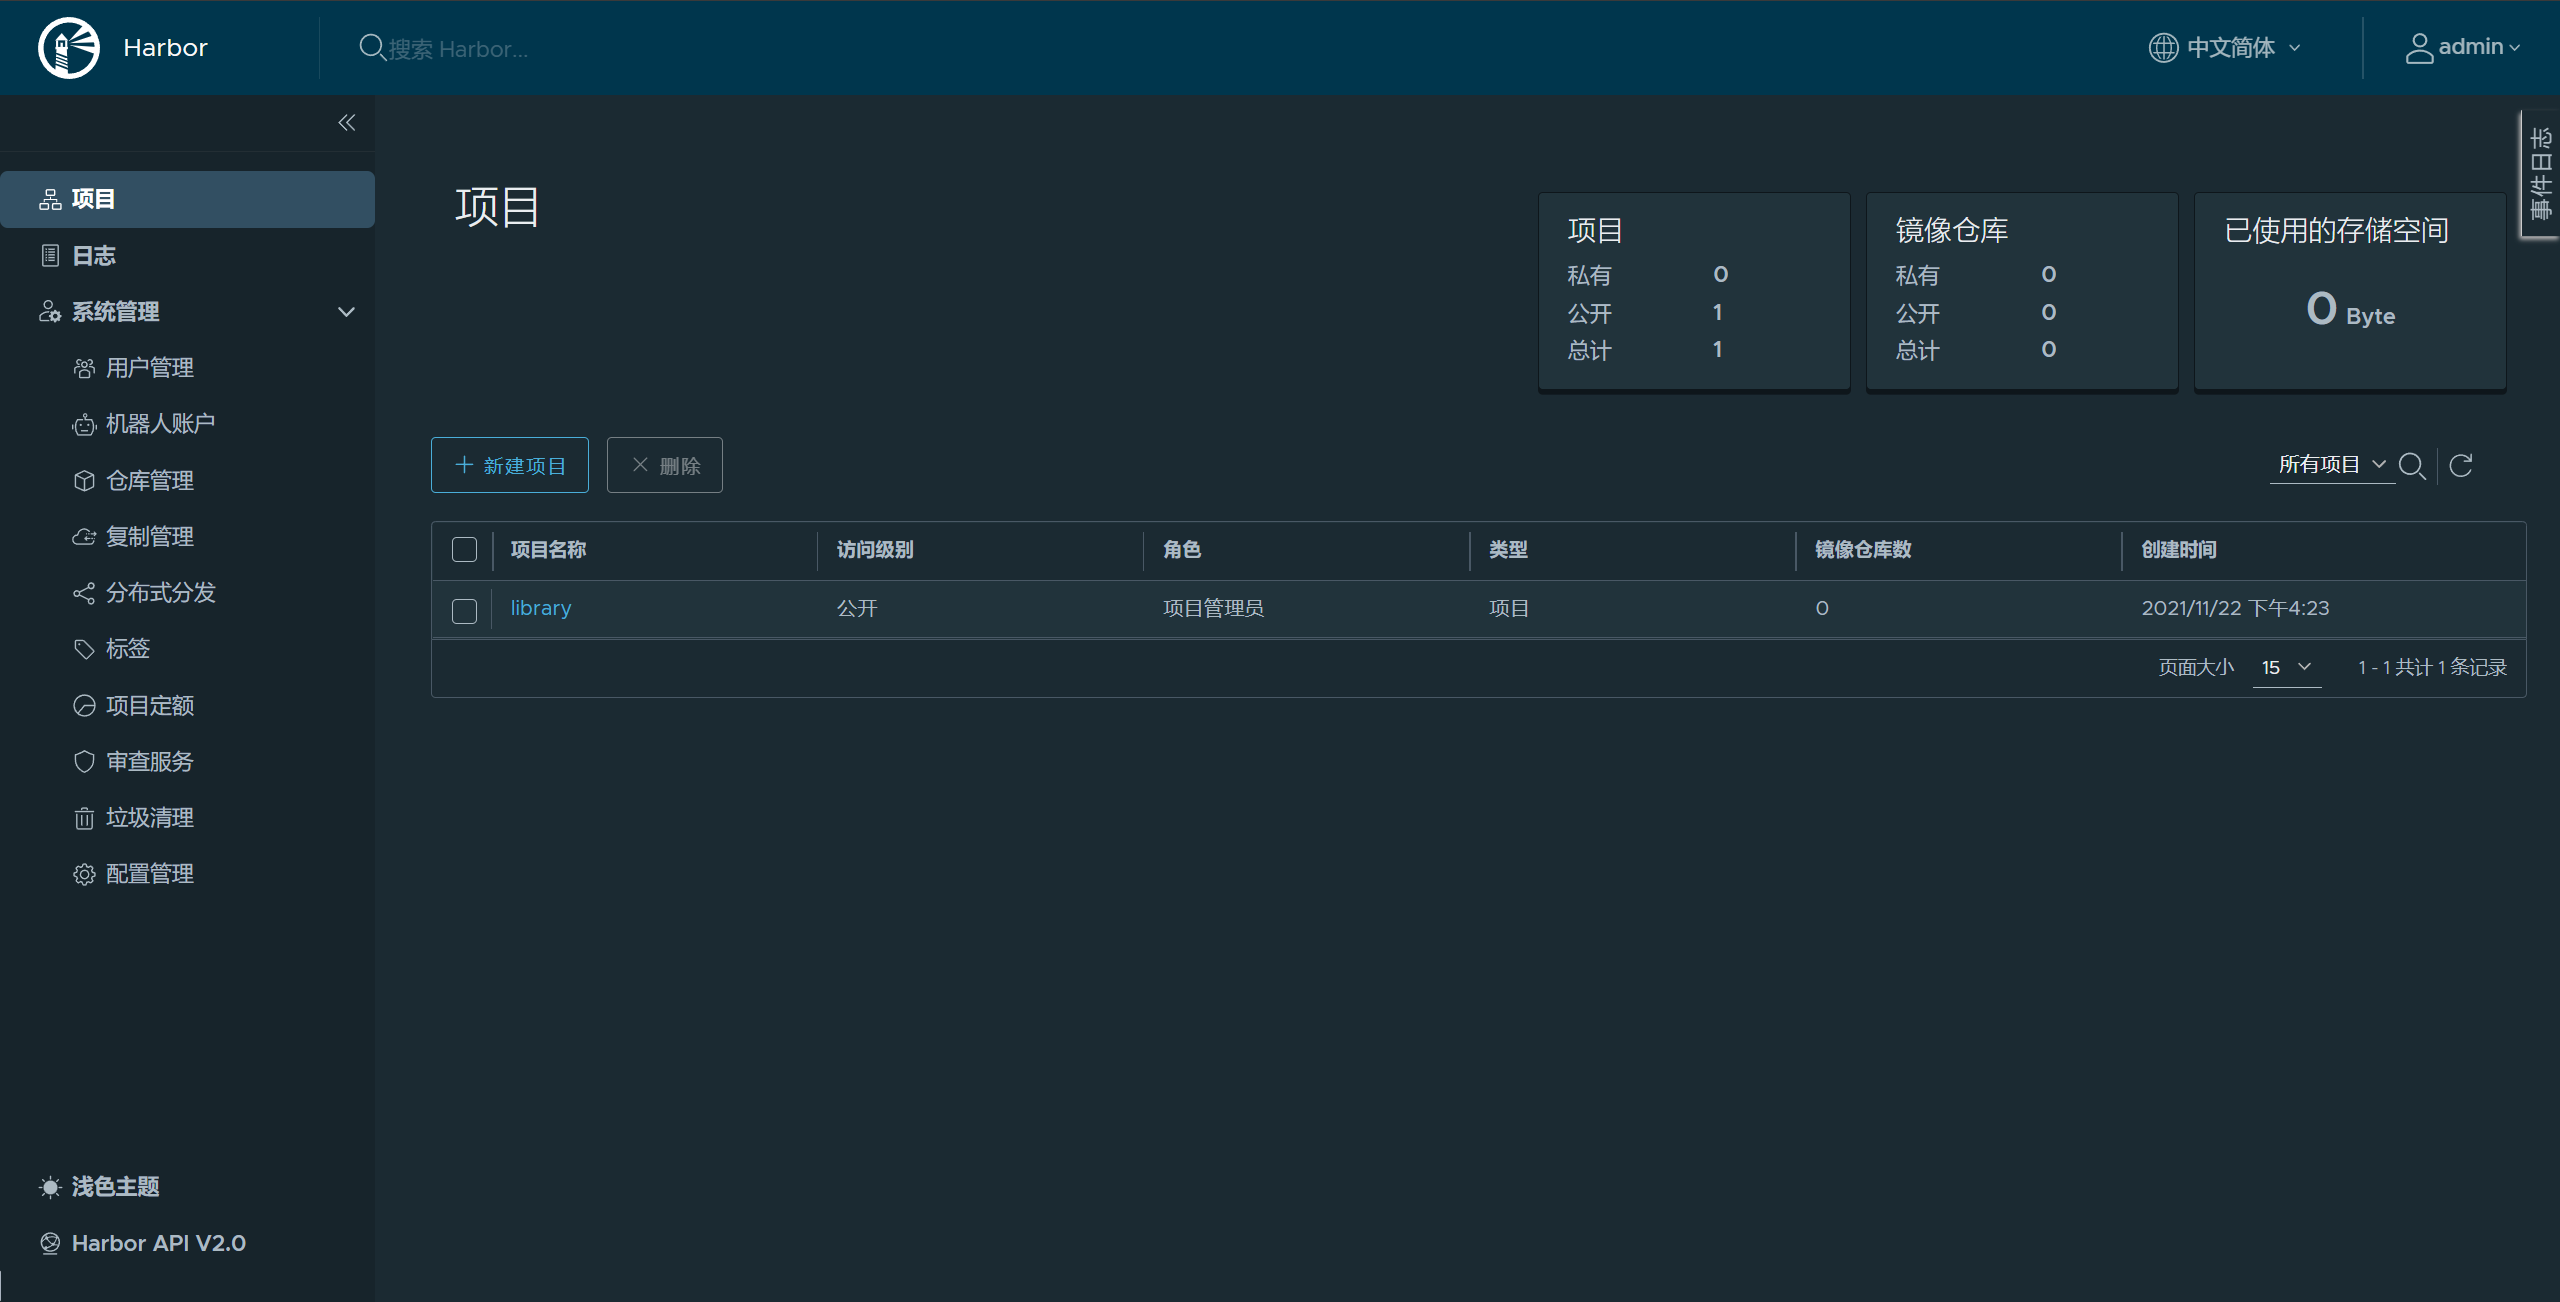 Harbor
搜索 Harbor...
中文简体
admin
事件日志
项目
日志
系统管理
用户管理
机器人账户
仓库管理
复制管理
分布式分发
标签
项目定额
审查服务
垃圾清理
配置管理
浅色主题
Harbor API V2.0
项目
项目
私有 0
公开 1
总计 1
镜像仓库
私有 0
公开 0
总计 0
已使用的存储空间
0 Byte
新建项目
删除
所有项目
项目名称 访问级别 角色 类型 镜像仓库数 创建时间
library 公开 项目管理员 项目 0 2021/11/22 下午4:23
页面大小 15 1 - 1 共计 1 条记录